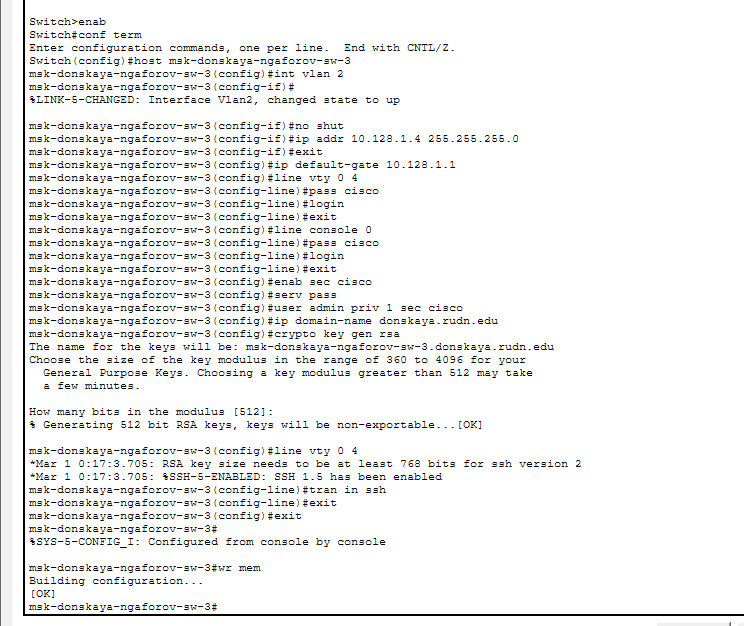 Switch>enab
Switch#conf term
Enter configuration commands, one per line.  End with CNTL/Z.
Switch(config)#host msk-donskaya-ngaforov-sw-3
msk-donskaya-ngaforov-sw-3(config)#int vlan 2
msk-donskaya-ngaforov-sw-3(config-if)#
%LINK-5-CHANGED: Interface Vlan2, changed state to up
msk-donskaya-ngaforov-sw-3(config-if)#no shut
msk-donskaya-ngaforov-sw-3(config-if)#ip addr 10.128.1.4 255.255.255.0
msk-donskaya-ngaforov-sw-3(config-if)#exit
msk-donskaya-ngaforov-sw-3(config)#ip default-gate 10.128.1.1
msk-donskaya-ngaforov-sw-3(config)#line vty 0 4
msk-donskaya-ngaforov-sw-3(config-line)#pass cisco
msk-donskaya-ngaforov-sw-3(config-line)#login
msk-donskaya-ngaforov-sw-3(config-line)#exit
msk-donskaya-ngaforov-sw-3(config)#line console 0
msk-donskaya-ngaforov-sw-3(config-line)#pass cisco
msk-donskaya-ngaforov-sw-3(config-line)#login
msk-donskaya-ngaforov-sw-3(config-line)#exit
msk-donskaya-ngaforov-sw-3(config)#enab sec cisco
msk-donskaya-ngaforov-sw-3(config)#serv pass
msk-donskaya-ngaforov-sw-3(config)#user admin priv 1 sec cisco
msk-donskaya-ngaforov-sw-3(config)#ip domain-name donskaya.rudn.edu
msk-donskaya-ngaforov-sw-3(config)#crypto key gen rsa
The name for the keys will be: msk-donskaya-ngaforov-sw-3.donskaya.rudn.edu
Choose the size of the key modulus in the range of 360 to 4096 for your
  General Purpose Keys. Choosing a key modulus greater than 512 may take
  a few minutes.
How many bits in the modulus [512]:
% Generating 512 bit RSA keys, keys will be non-exportable...[OK]
msk-donskaya-ngaforov-sw-3(config)#line vty 0 4
*Mar 1 0:17:3.705: RSA key size needs to be at least 768 bits for ssh version 2
*Mar 1 0:17:3.705: %SSH-5-ENABLED: SSH 1.5 has been enabled
msk-donskaya-ngaforov-sw-3(config-line)#tran in ssh
msk-donskaya-ngaforov-sw-3(config-line)#exit
msk-donskaya-ngaforov-sw-3(config)#exit
msk-donskaya-ngaforov-sw-3#
%SYS-5-CONFIG_I: Configured from console by console
msk-donskaya-ngaforov-sw-3#wr mem
Building configuration...
[OK]
msk-donskaya-ngaforov-sw-3#